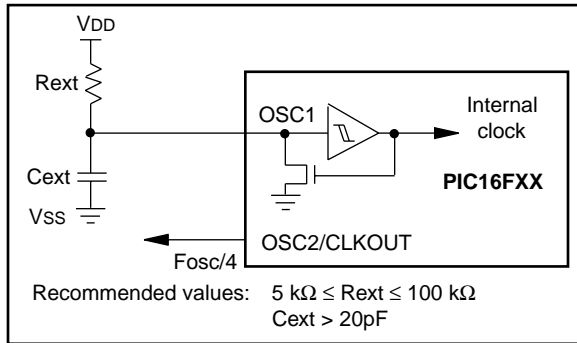 VDD
Rext
OSC1
Internal
clock
Cext
PIC16FXX
VSS
OSC2/CLKOUT
Fosc/4
Recommended values: 5 kΩ ≤ Rext ≤ 100 kΩ
Cext > 20pF